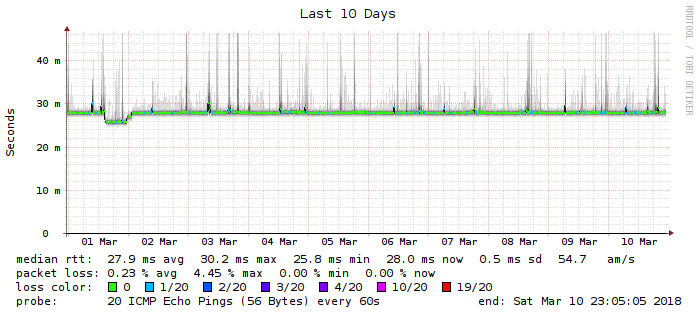 Last 10 Days
RRDTOOL / TOBI OETIKER
Seconds
40 m
30 m
20 m
10 m
0
01 Mar 02 Mar 03 Mar 04 Mar 05 Mar 06 Mar 07 Mar 08 Mar 09 Mar 10 Mar
median rtt: 27.9 ms avg 30.2 ms max 25.8 ms min 28.0 ms now 0.5 ms sd 54.7 am/s
packet loss: 0.23 % avg 4.45 % max 0.00 % min 0.00 % now
loss color: 0 1/20 2/20 3/20 4/20 10/20 19/20
probe: 20 ICMP Echo Pings (56 Bytes) every 60s end: Sat Mar 10 23:05:05 2018